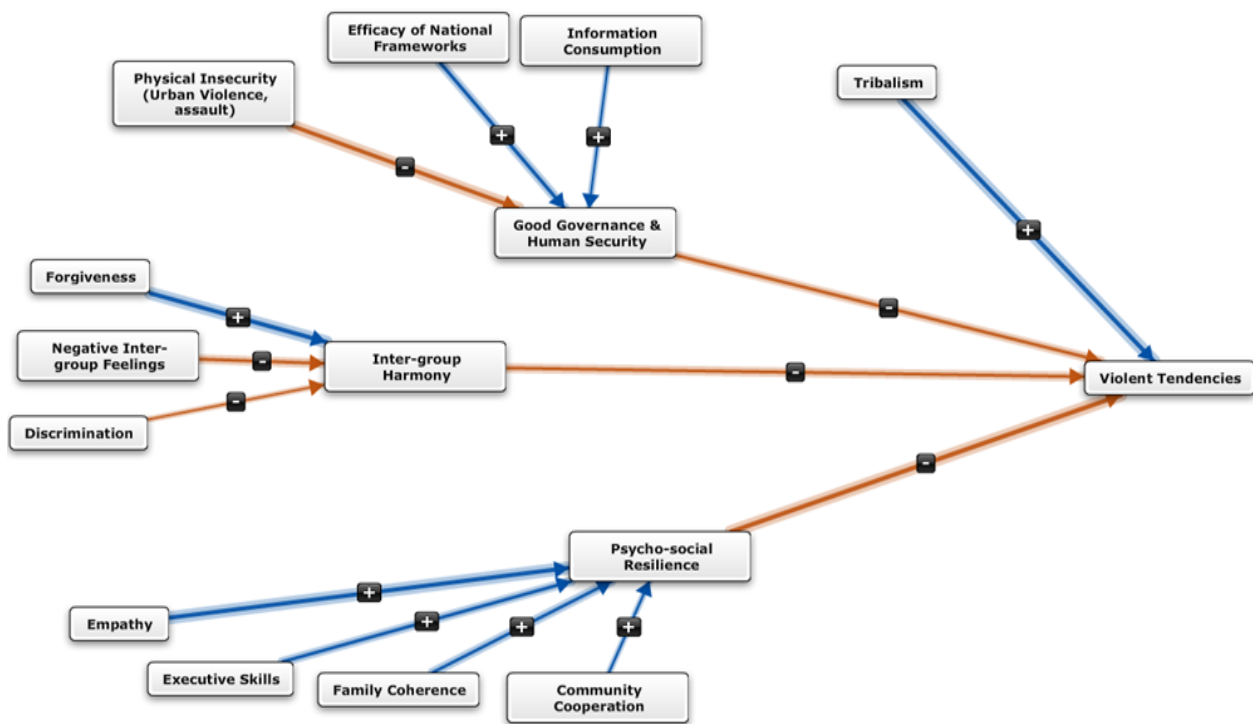 Efficacy of National
Frameworks
Information
Consumption
Physical Insecurity
(Urban Violence,
assault)
Tribalism
+
+
-
Good Governance &
Human Security
+
Forgiveness
+
-
Negative Inter-
group Feelings
-
Inter-group
Harmony
-
Violent Tendencies
-
Discrimination
-
Psycho-social
Resilience
+
Empathy
+
+
+
Executive Skills
Family Coherence
Community
Cooperation